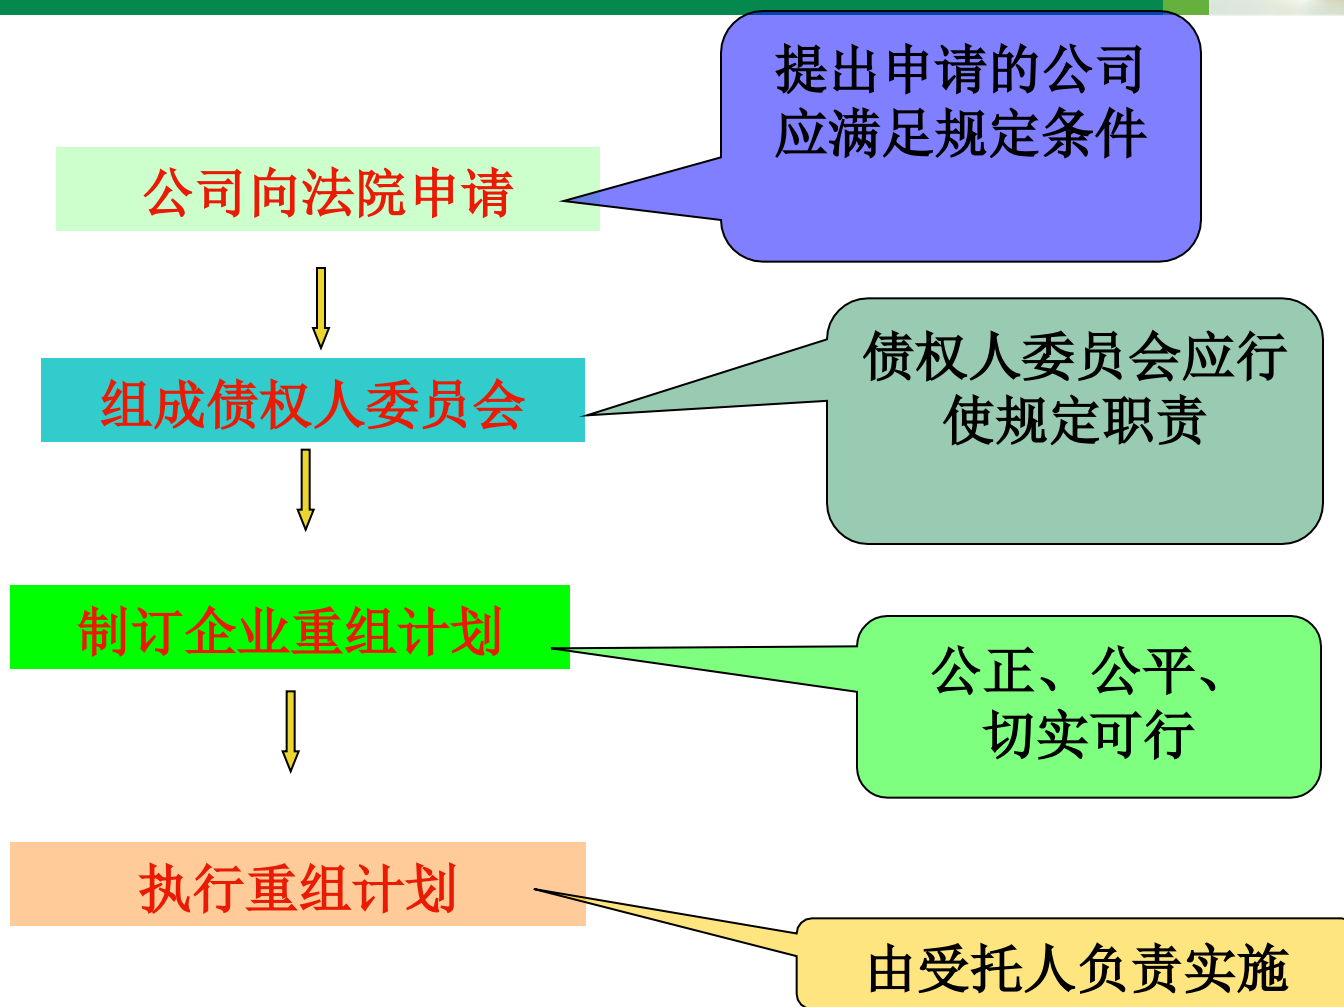 提出申请的公司
应满足规定条件
公司向法院申请
债权人委员会应行
使规定职责
组成债权人委员会
制订企业重组计划
公正、公平、
切实可行
执行重组计划
由受托人负责实施